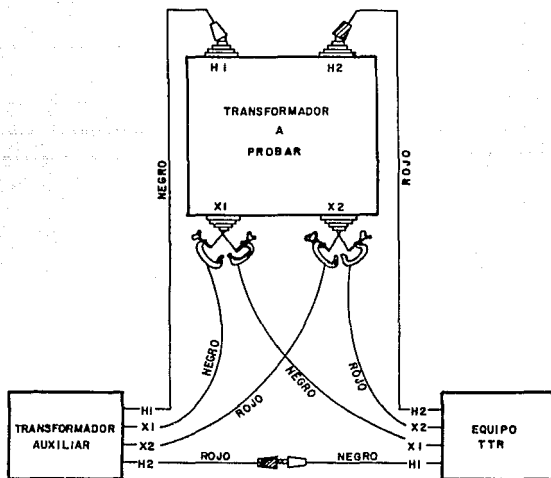 H1
H2
TRANSFORMADOR
A
PROBAR
NEGRO
ROJO
X1
X2
NEGRO
ROJO
NEGRO
ROJO
TRANSFORMADOR
AUXILIAR
H1
X1
X2
H2
ROJO
NEGRO
H2
X2
X1
H1
EQUIPO
TTR